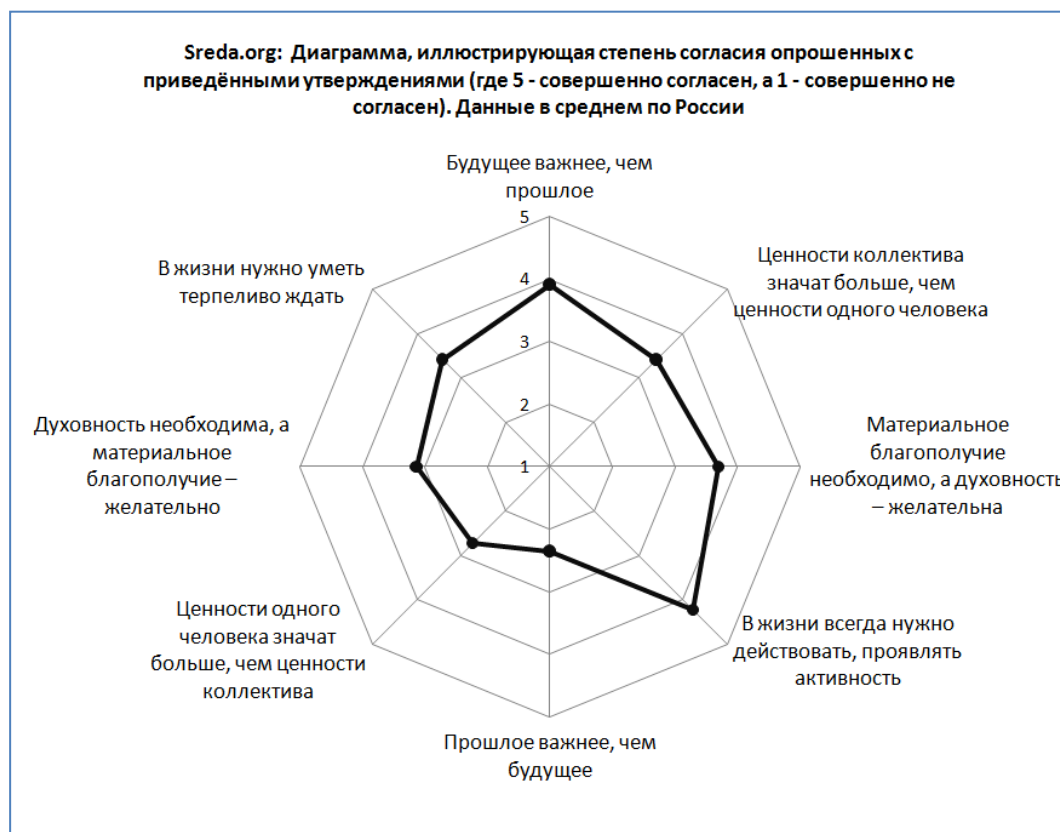 Sreda.org: Диаграмма, иллюстрирующая степень согласия опрошенных с
приведёнными утверждениями (где 5 - совершенно согласен, а 1 - совершенно не
согласен). Данные в среднем по России
Будущее важнее, чем
прошлое
5
4
3
2
1
Ценности коллектива
значат больше, чем
ценности одного человека
Материальное
благополучие
необходимо, а духовность
– желательна
В жизни всегда нужно
действовать, проявлять
активность
Прошлое важнее, чем
будущее
Ценности одного
человека значат
больше, чем ценности
коллектива
Духовность необходима, а
материальное
благополучие –
желательно
В жизни нужно уметь
терпеливо ждать